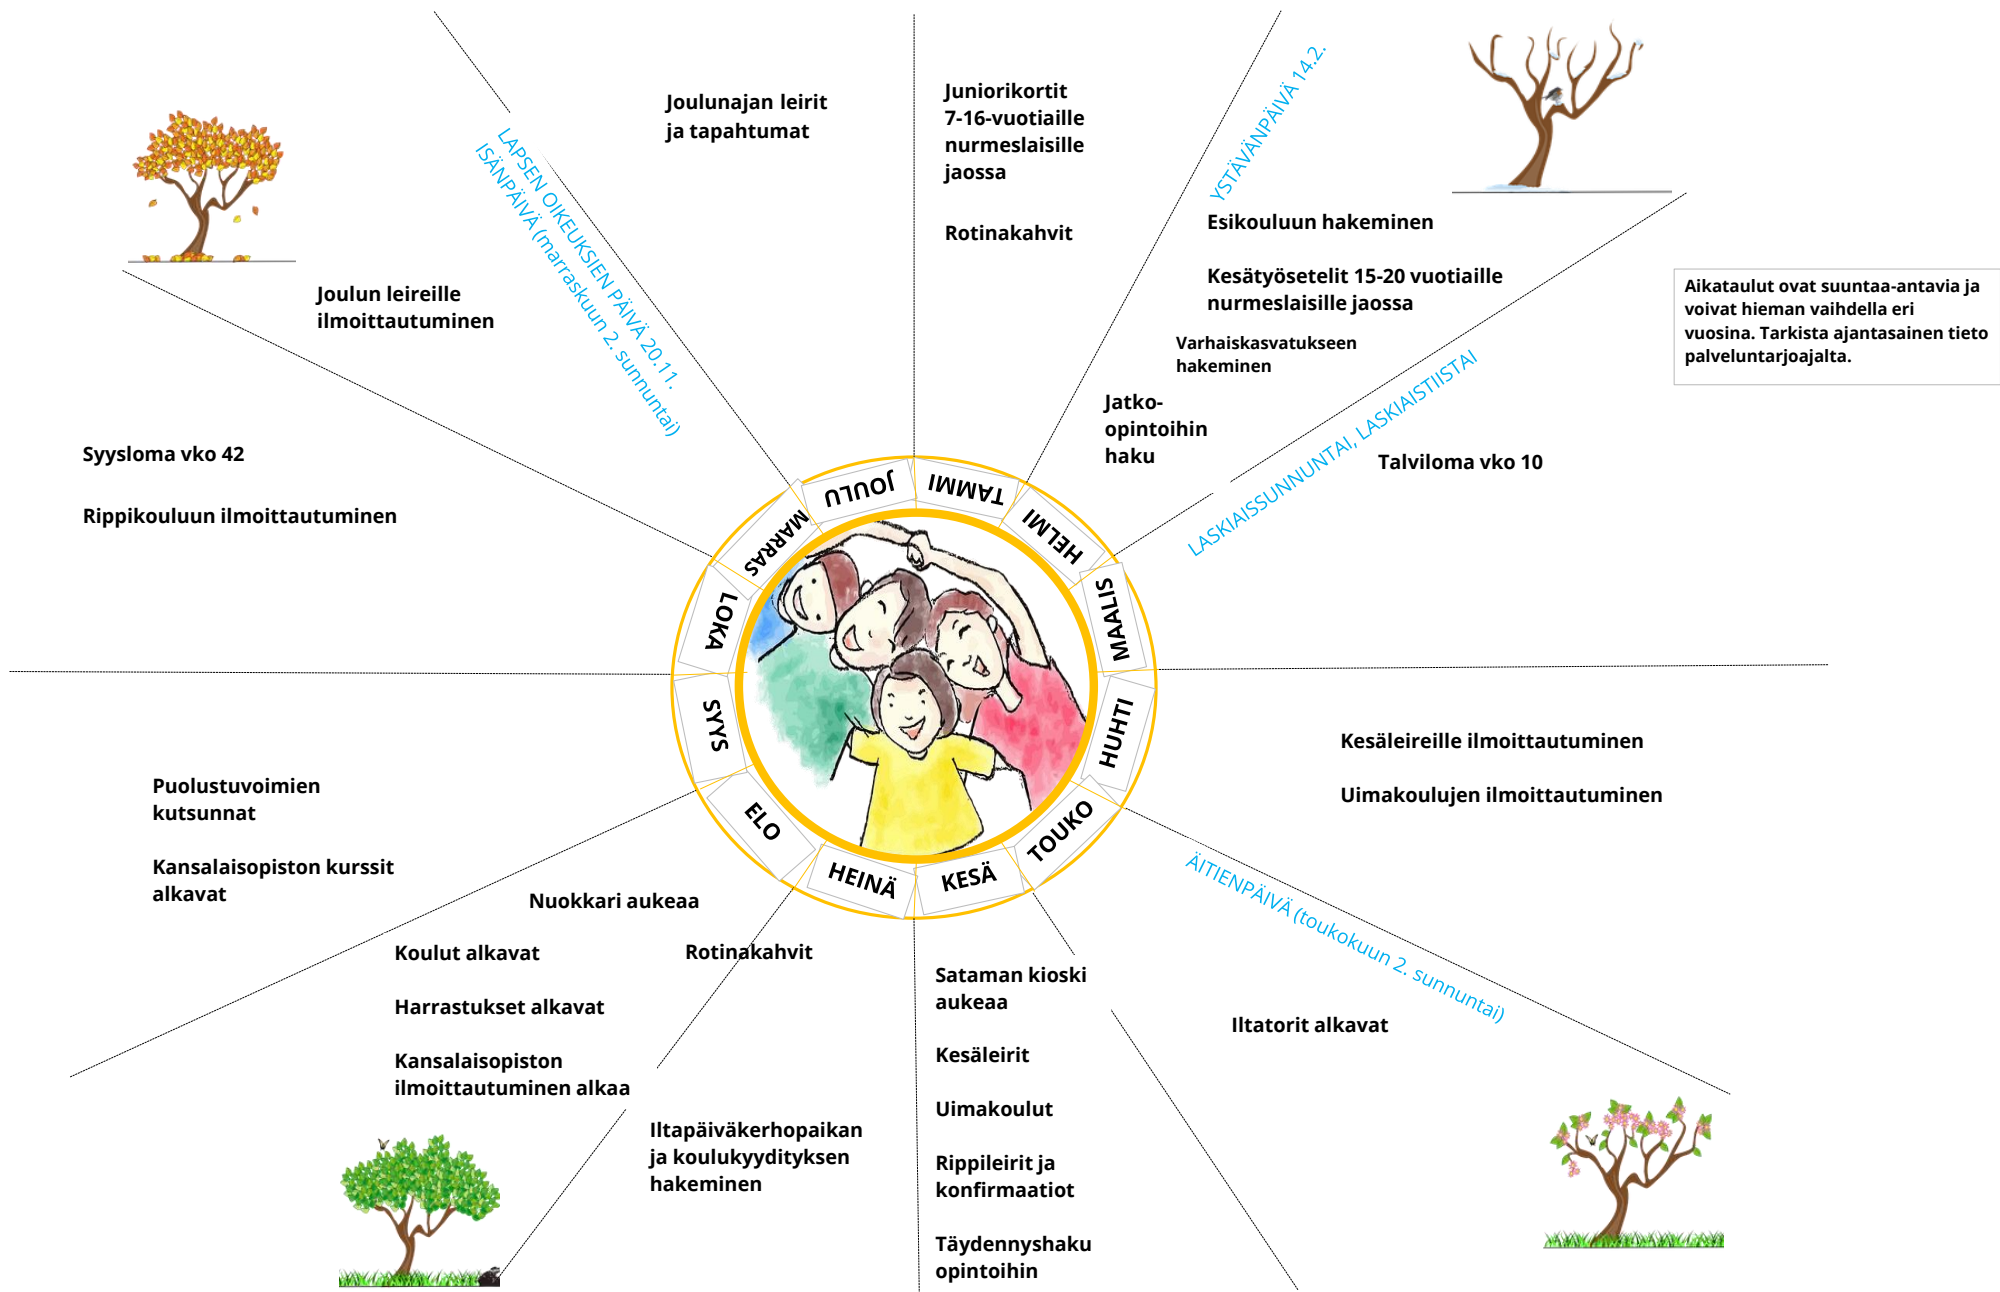 Joulunajan leirit
ja tapahtumat
Juniorikortit
7-16-vuotiaille
nurmeslaisille
jaossa
Rotinakahvit
YSTÄVÄNPÄIVÄ 14.2.
Esikouluun hakeminen
Kesätyösetelit 15-20 vuotiaille
nurmeslaisille jaossa
Varhaiskasvatukseen
hakeminen
Jatko-
opintoihin
haku
Aikataulut ovat suuntaa-antavia ja
voivat hieman vaihdella eri
vuosina. Tarkista ajantasainen tieto
palveluntarjoajalta.
LASKIAISSUNNUNTAI, LASKIAISTIISTAI
Talviloma vko 10
LAPSEN OIKEUKSIEN PÄIVÄ 20.11.
ISÄNPÄIVÄ (marraskuun 2. sunnuntai)
Joulun leireille
ilmoittautuminen
Syysloma vko 42
Rippikouluun ilmoittautuminen
TAMMI
HELMI
MAALIS
HUHTI
TOUKO
KESÄ
HEINÄ
ELO
SYYS
LOKA
MARRAS
JOULU
Kesäleireille ilmoittautuminen
Uimakoulujen ilmoittautuminen
ÄITIENPÄIVÄ (toukokuun 2. sunnuntai)
Iltatorit alkavat
Sataman kioski
aukeaa
Kesäleirit
Uimakoulut
Rippileirit ja
konfirmaatiot
Täydennyshaku
opintoihin
Iltapäiväkerhopaikan
ja koulukyydityksen
hakeminen
Nuokkari aukeaa
Rotinakahvit
Koulut alkavat
Harrastukset alkavat
Kansalaisopiston
ilmoittautuminen alkaa
Puolustuvoimien
kutsunnat
Kansalaisopiston kurssit
alkavat